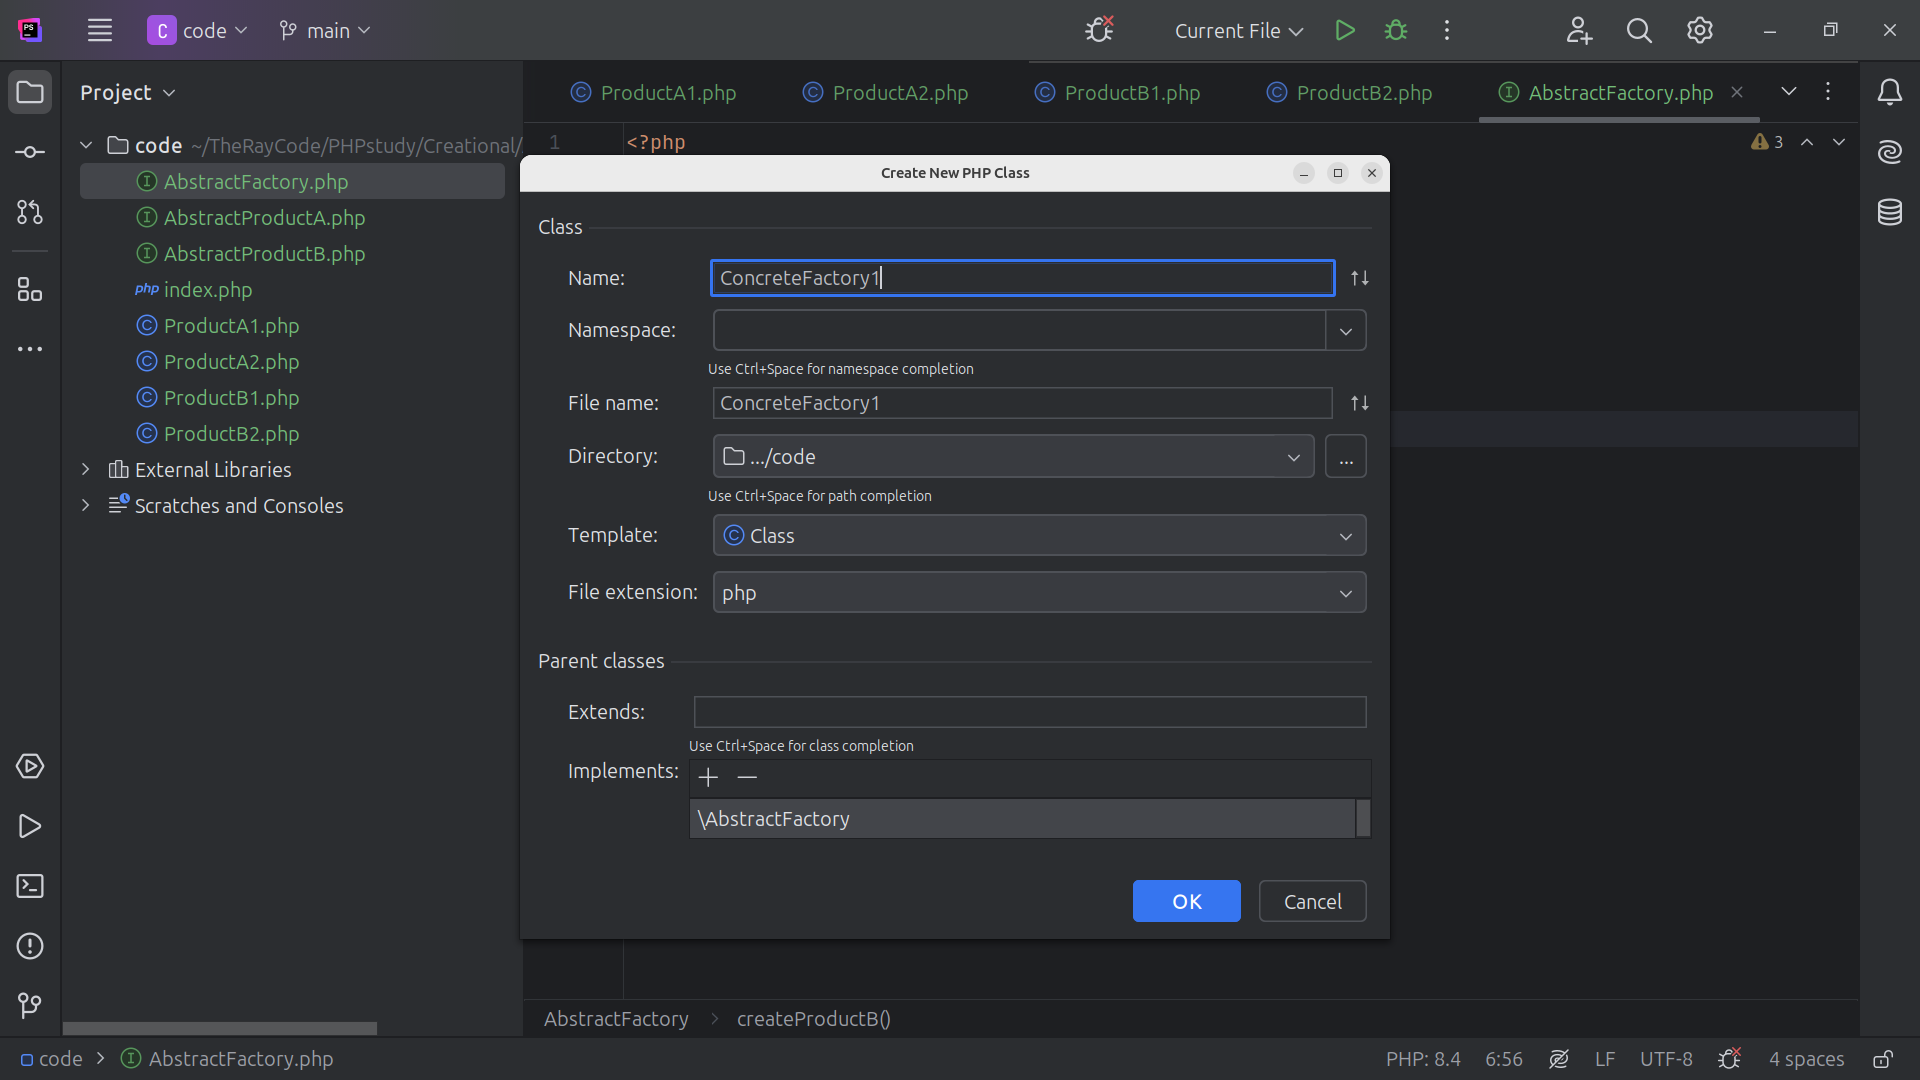 PS
C code
main
Current File
Project
ProductA1.php
ProductA2.php
ProductB1.php
ProductB2.php
AbstractFactory.php
code ~/TheRayCode/PHPstudy/Creational/
AbstractFactory.php
AbstractProductA.php
AbstractProductB.php
php index.php
ProductA1.php
ProductA2.php
ProductB1.php
ProductB2.php
External Libraries
Scratches and Consoles
1 <?php
3
Create New PHP Class
Class
Name: ConcreteFactory1
Namespace:
Use Ctrl+Space for namespace completion
File name: ConcreteFactory1
Directory: .../code
...
Use Ctrl+Space for path completion
Template: Class
File extension: php
Parent classes
Extends:
Use Ctrl+Space for class completion
Implements:
\AbstractFactory
OK
Cancel
AbstractFactory > createProductB()
code > AbstractFactory.php
PHP: 8.4 6:56 LF UTF-8 4 spaces